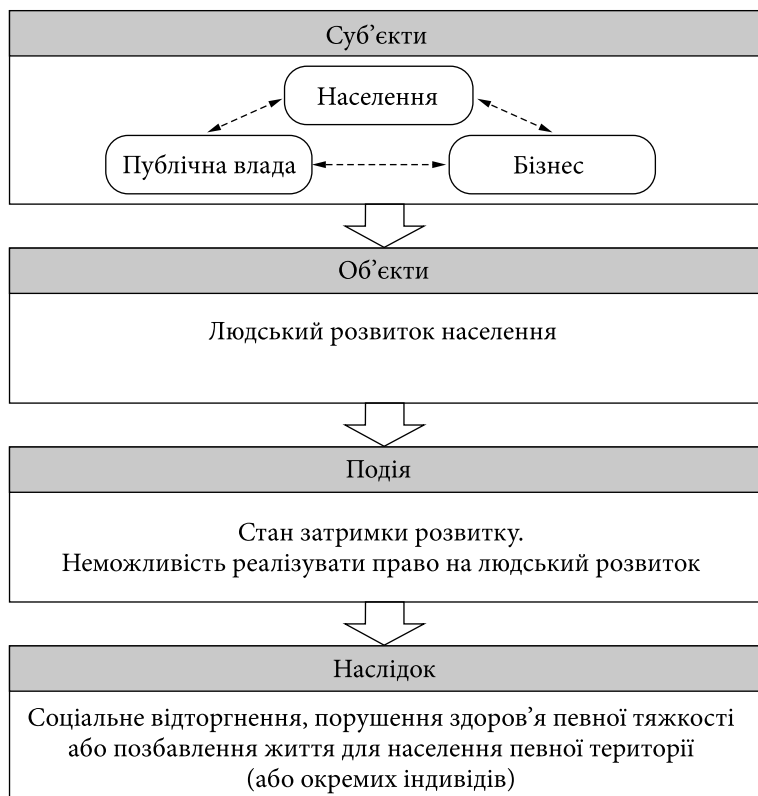 Суб’єкти
Населення
Публічна влада
Бізнес
Об’єкти
Людський розвиток населення
Подія
Стан затримки розвитку.
Неможливість реалізувати право на людський розвиток
Наслідок
Соціальне відторгнення, порушення здоров’я певної тяжкості
або позбавлення життя для населення певної території
(або окремих індивідів)